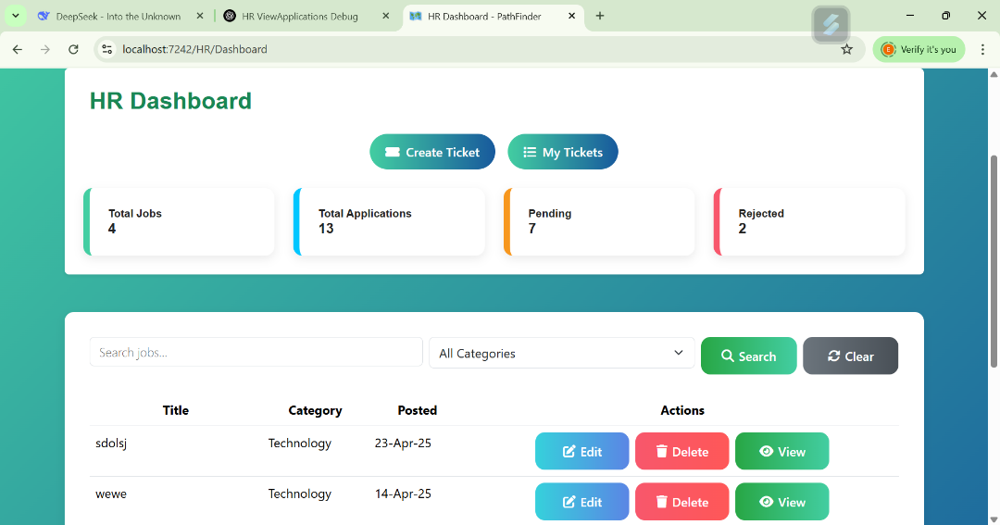 DeepSeek - Into the Unknown
HR ViewApplications Debug
HR Dashboard - PathFinder
localhost:7242/HR/Dashboard
E
Verify it's you
HR Dashboard
Create Ticket
My Tickets
Total Jobs
4
Total Applications
13
Pending
7
Rejected
2
Search jobs...
All Categories
Search
Clear
Title Category Posted Actions
sdolsj Technology 23-Apr-25 Edit Delete View
wewe Technology 14-Apr-25 Edit Delete View